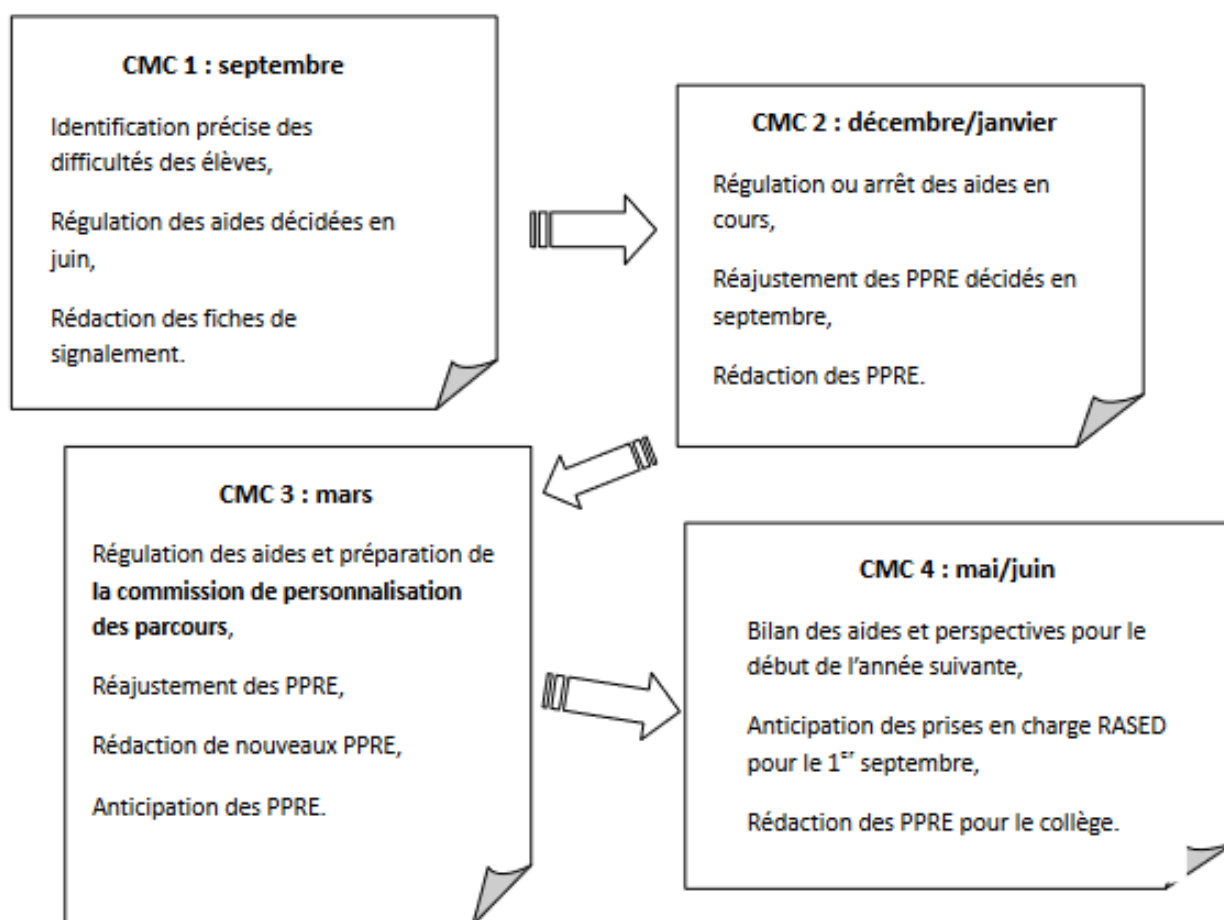 CMC 1 : septembre
Identification précise des
difficultés des élèves,
Régulation des aides décidées en
juin,
Rédaction des fiches de
signalement.
CMC 2 : décembre/janvier
Régulation ou arrêt des aides en
cours,
Réajustement des PPRE décidés en
septembre,
Rédaction des PPRE.
CMC 3 : mars
Régulation des aides et préparation de
la commission de personnalisation
des parcours,
Réajustement des PPRE,
Rédaction de nouveaux PPRE,
Anticipation des PPRE.
CMC 4 : mai/juin
Bilan des aides et perspectives pour le
début de l'année suivante,
Anticipation des prises en charge RASED
pour le 1er septembre,
Rédaction des PPRE pour le collège.